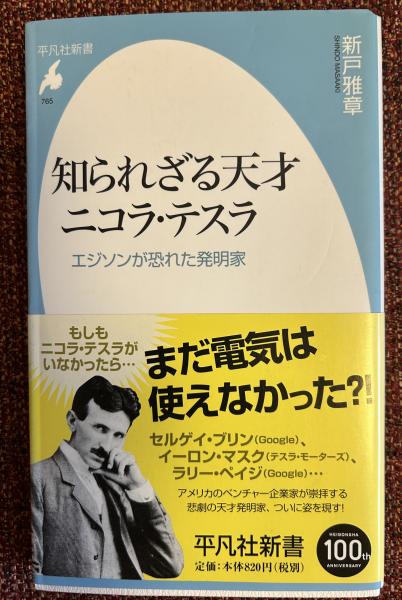 平凡社新書
765
新戸雅章
SHINDO MASAAKI
知られざる天才
ニコラ・テスラ
エジソンが恐れた発明家
もしも
ニコラ・テスラが
いなかったら…
まだ電気は
使えなかった?!
セルゲイ・ブリン(Google)、
イーロン・マスク(テスラ・モーターズ)、
ラリー・ペイジ(Google)…
アメリカのベンチャー企業家が崇拝する
悲劇の天才発明家、ついに姿を現す!
平凡社新書
定価:本体820円(税別)
HEIBONSHA
100th
ANNIVERSARY